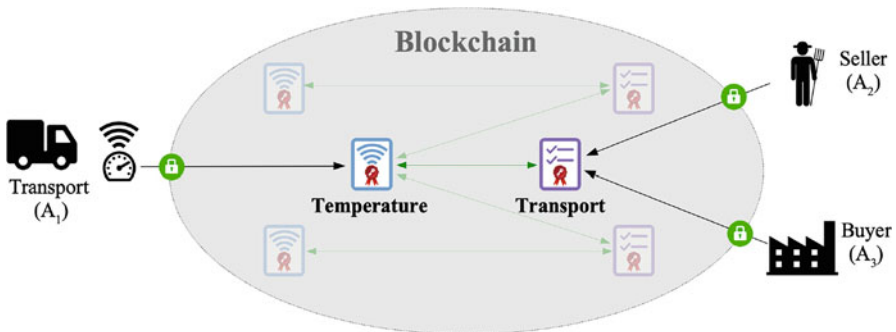 Blockchain
Seller
(A₂)
Transport
(A₁)
Temperature
Transport
Buyer
(A₃)